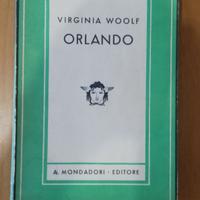 VIRGINIA WOOLF
ORLANDO
A. MONDADORI · EDITORE